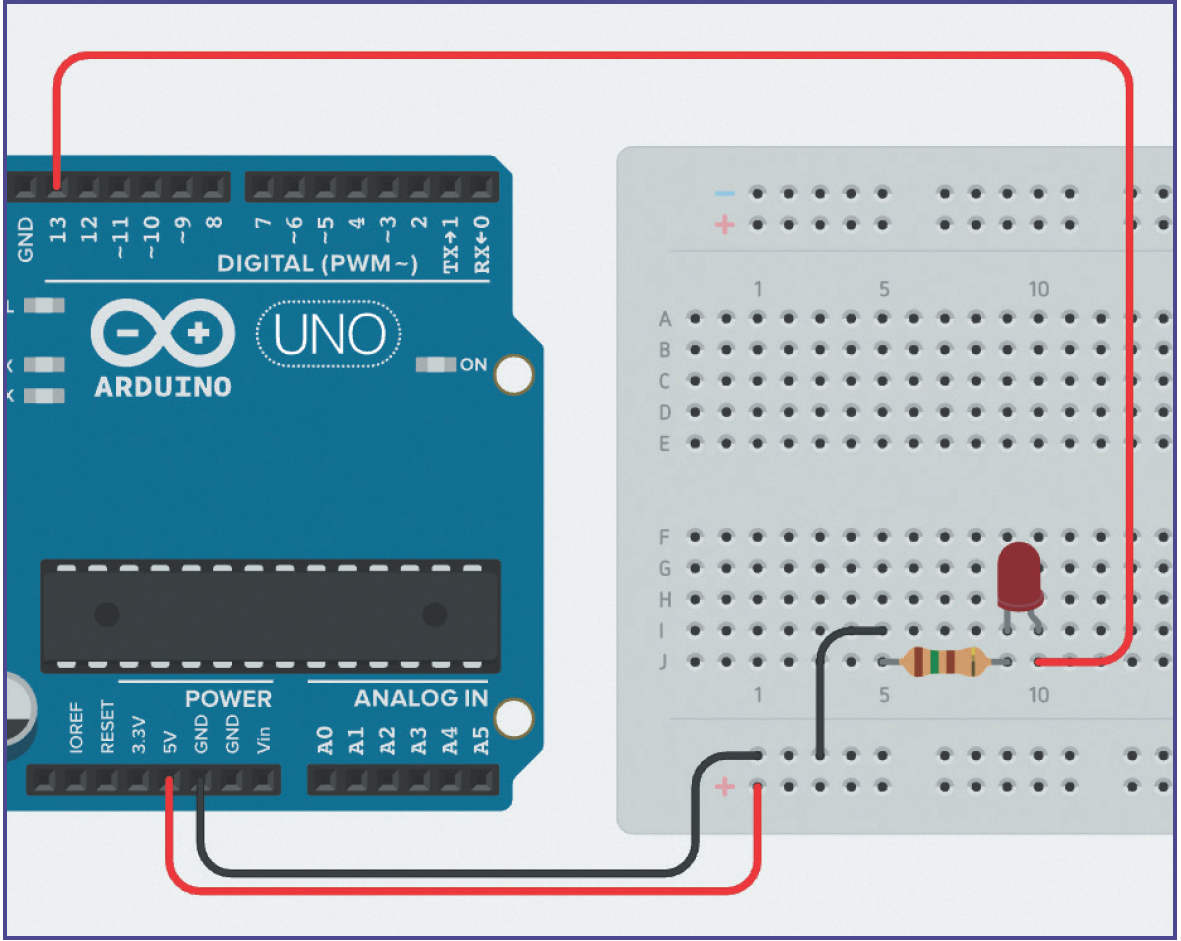 GND 13 12 ~11 ~10 ~9 8 7 ~6 ~5 4 ~3 2 TX→1 RX←0
DIGITAL (PWM~)
UNO
ON
ARDUINO
POWER
ANALOG IN
IOREF RESET 3.3V 5V GND GND Vin A0 A1 A2 A3 A4 A5
−
+
1 5 10
A
B
C
D
E
F
G
H
I
J
1 5 10
+